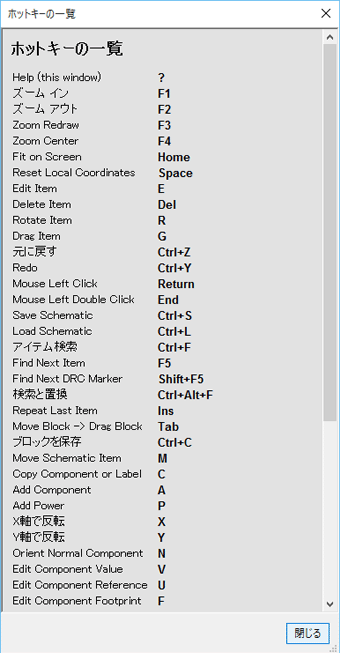 ホットキーの一覧
ホットキーの一覧
Help (this window) ?
ズーム イン F1
ズーム アウト F2
Zoom Redraw F3
Zoom Center F4
Fit on Screen Home
Reset Local Coordinates Space
Edit Item E
Delete Item Del
Rotate Item R
Drag Item G
元に戻す Ctrl+Z
Redo Ctrl+Y
Mouse Left Click Return
Mouse Left Double Click End
Save Schematic Ctrl+S
Load Schematic Ctrl+L
アイテム検索 Ctrl+F
Find Next Item F5
Find Next DRC Marker Shift+F5
検索と置換 Ctrl+Alt+F
Repeat Last Item Ins
Move Block -> Drag Block Tab
ブロックを保存 Ctrl+C
Move Schematic Item M
Copy Component or Label C
Add Component A
Add Power P
X軸で反転 X
Y軸で反転 Y
Orient Normal Component N
Edit Component Value V
Edit Component Reference U
Edit Component Footprint F
閉じる